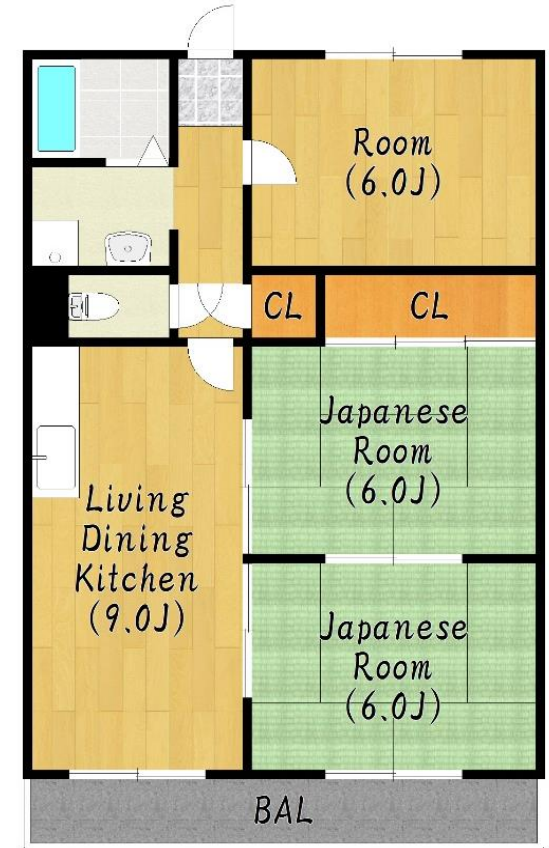 Room
(6.0J)
CL
CL
Japanese
Room
(6.0J)
Living
Dining
Kitchen
(9.0J)
Japanese
Room
(6.0J)
BAL